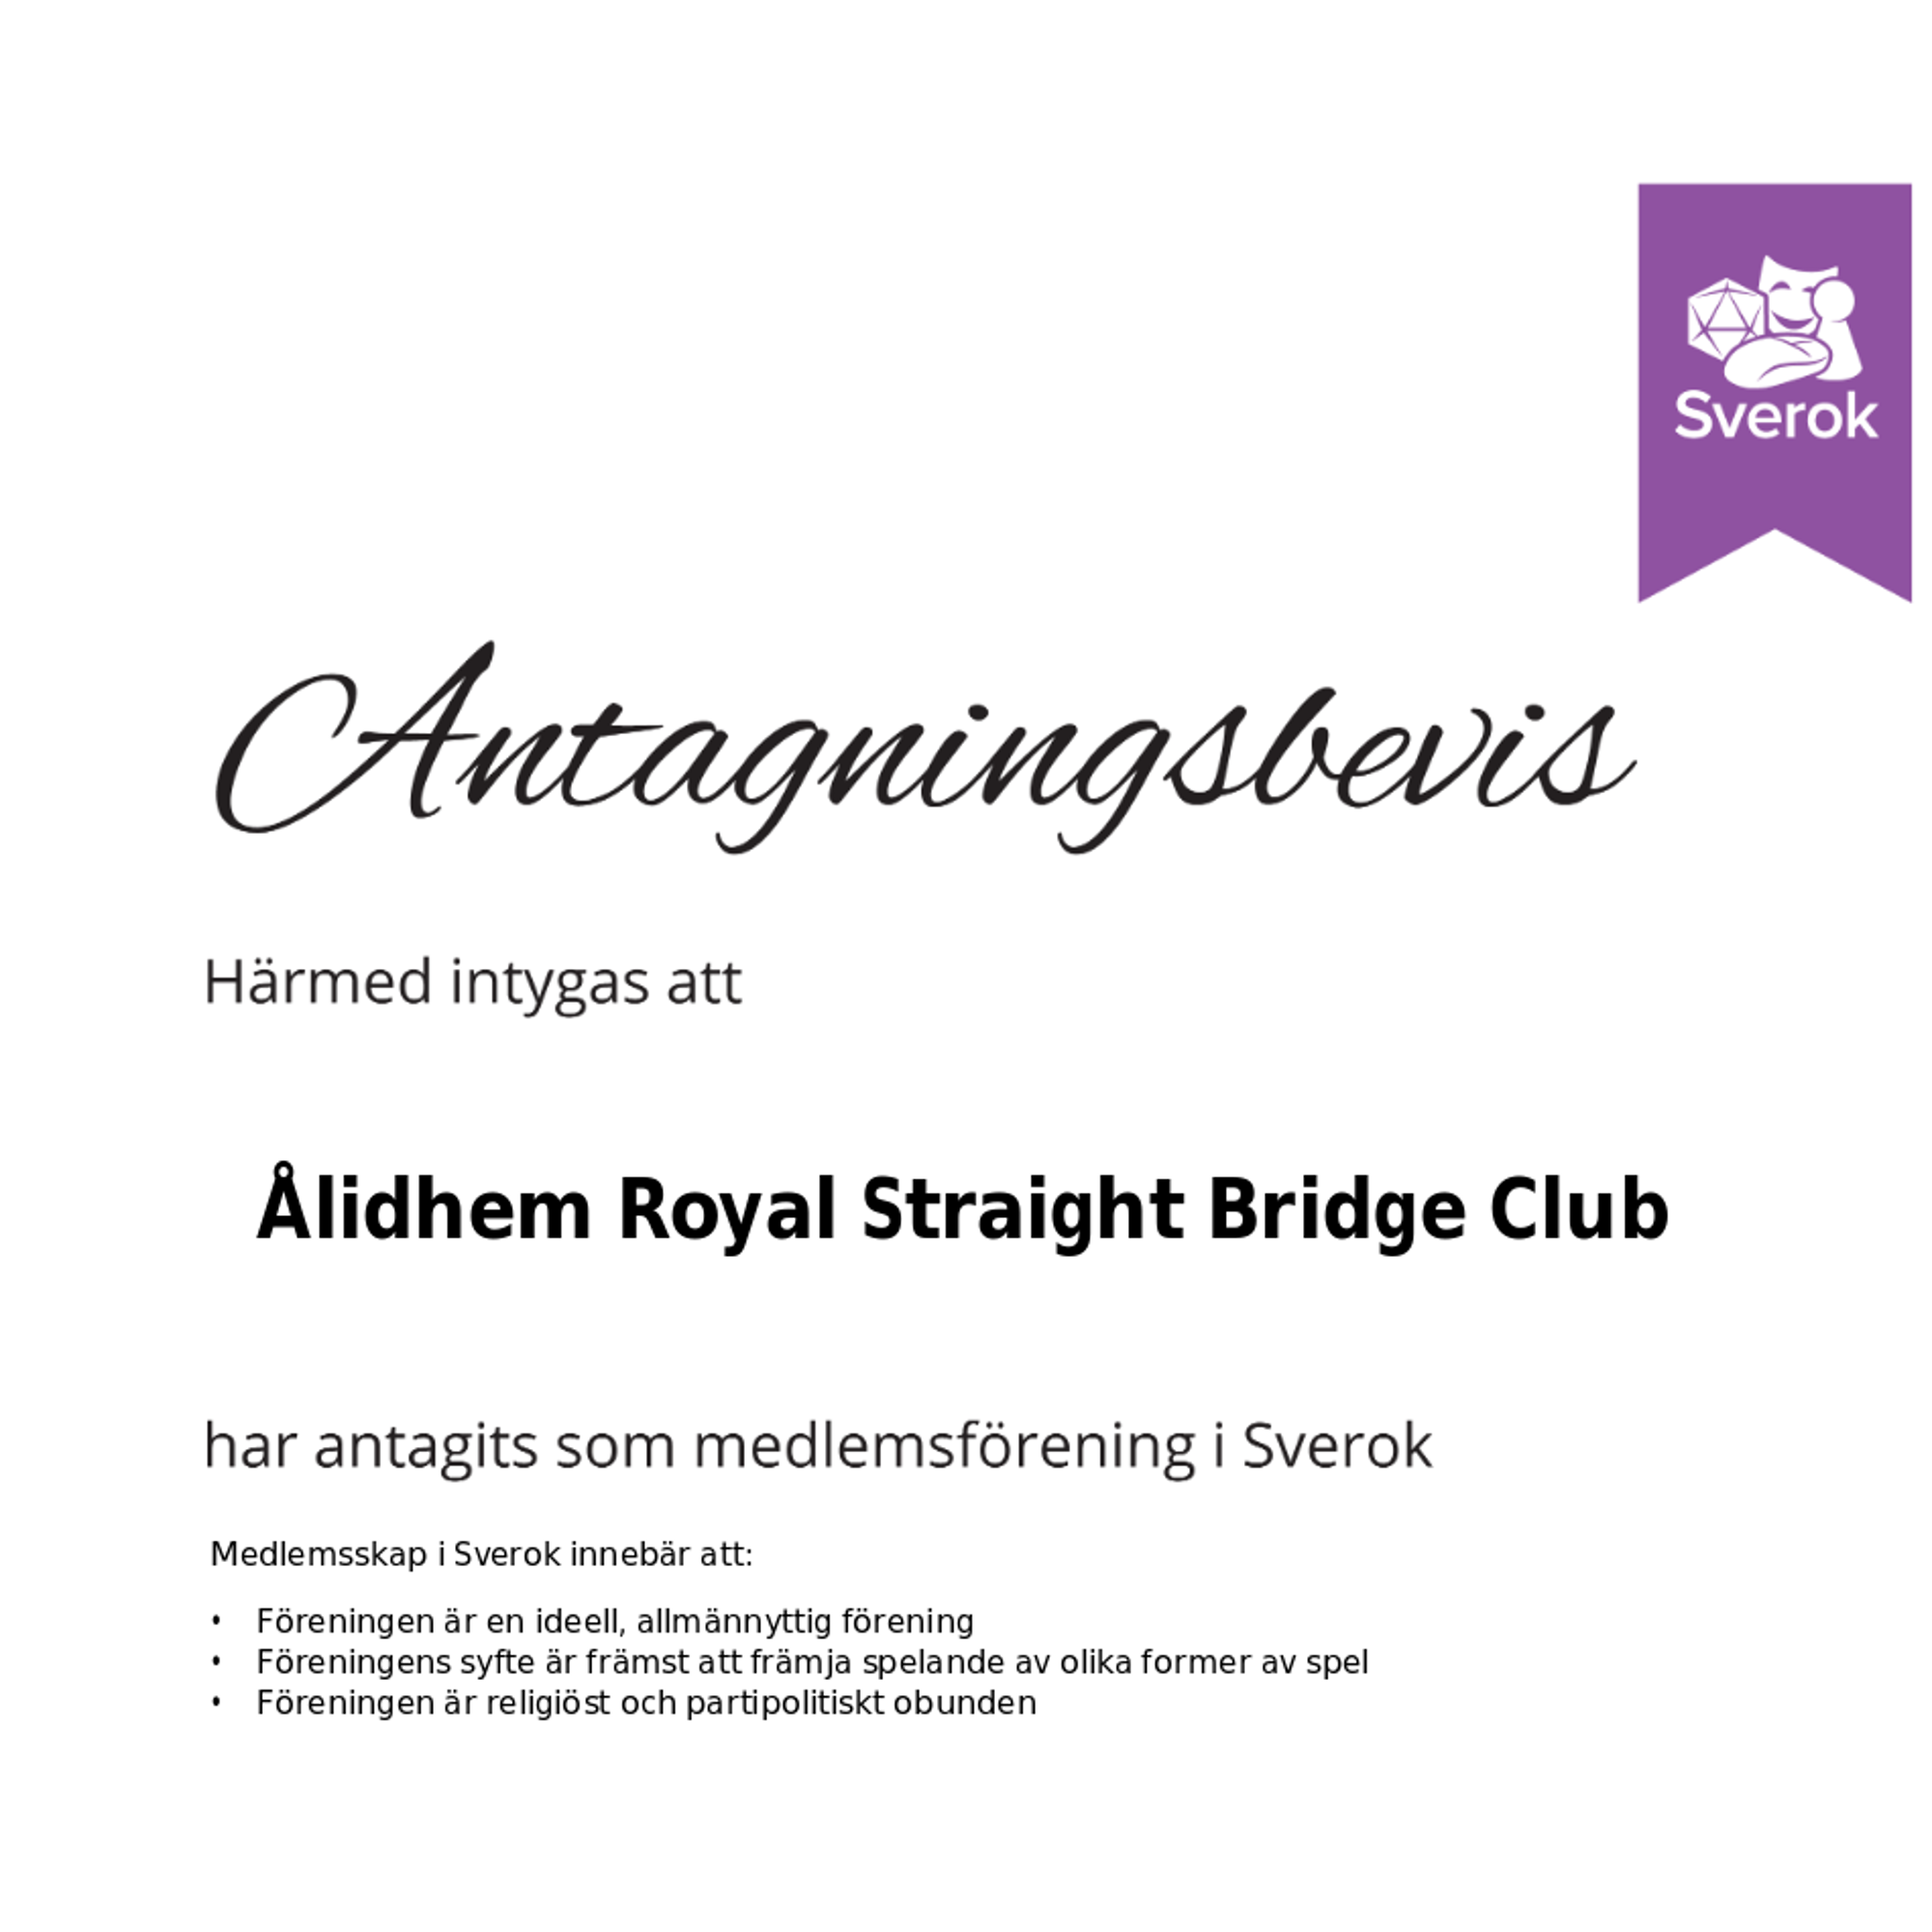 Sverok
Antagningsbevis
Härmed intygas att
Ålidhem Royal Straight Bridge Club
har antagits som medlemsförening i Sverok
Medlemsskap i Sverok innebär att:
• Föreningen är en ideell, allmännyttig förening
• Föreningens syfte är främst att främja spelande av olika former av spel
• Föreningen är religiöst och partipolitiskt obunden